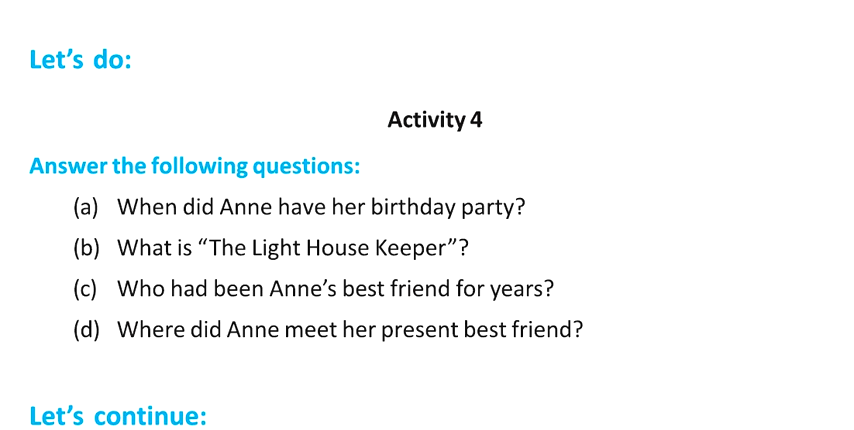 Let's do:
Activity 4
Answer the following questions:
(a) When did Anne have her birthday party?
(b) What is “The Light House Keeper”?
(c) Who had been Anne’s best friend for years?
(d) Where did Anne meet her present best friend?
Let’s continue: